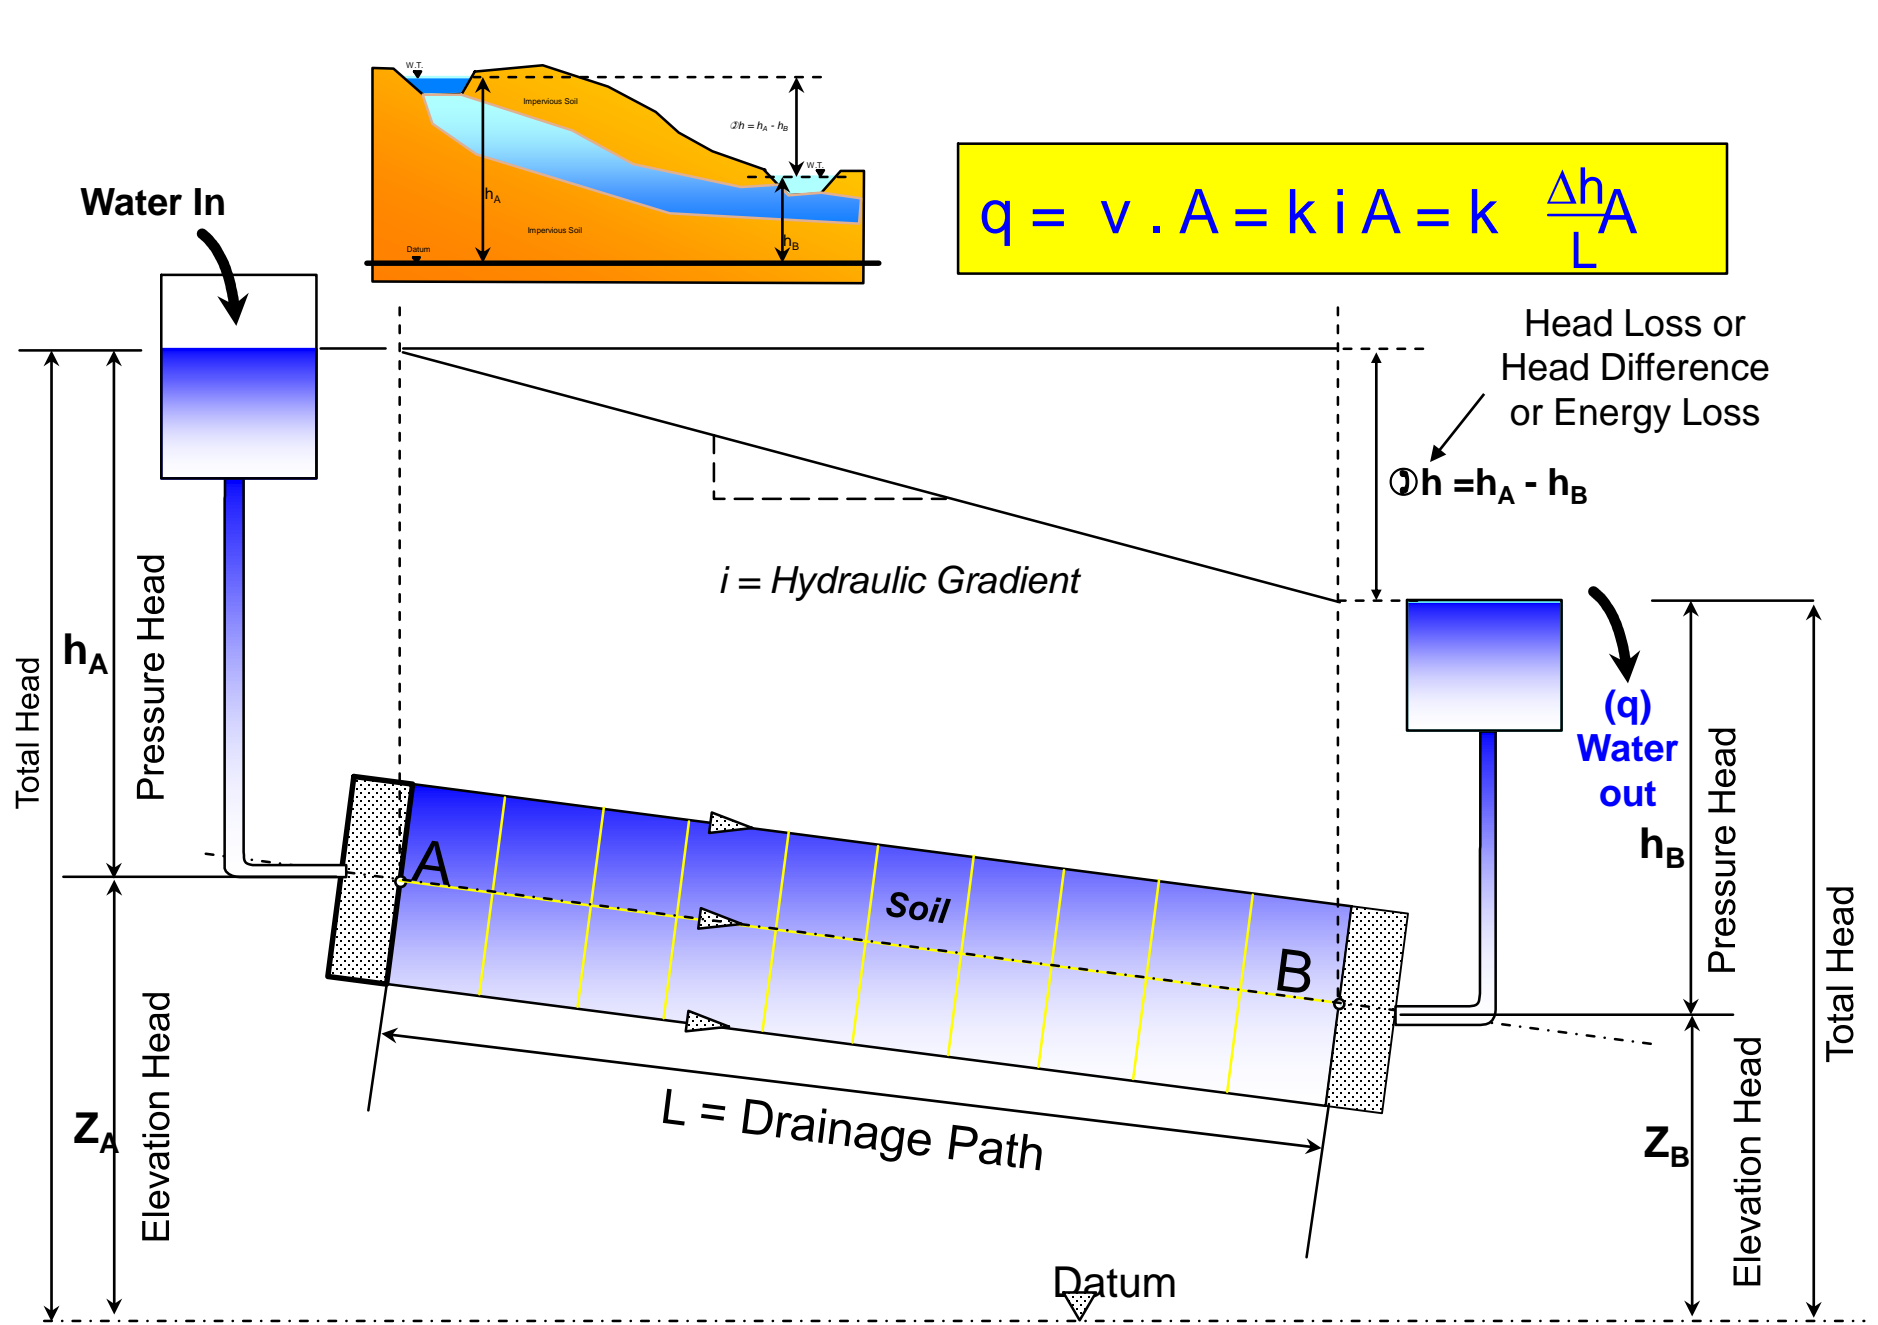 W.T.
Impervious Soil
✆h = hA - hB
W.T.
hA
Impervious Soil
hB
Datum
Water In
q = v . A = k i A = k Δh/L A
Head Loss or
Head Difference
or Energy Loss
✆h =hA - hB
i = Hydraulic Gradient
Total Head
hA
Pressure Head
(q)
Water
out
hB
Pressure Head
Total Head
A
Soil
B
L = Drainage Path
ZA
Elevation Head
ZB
Elevation Head
Datum